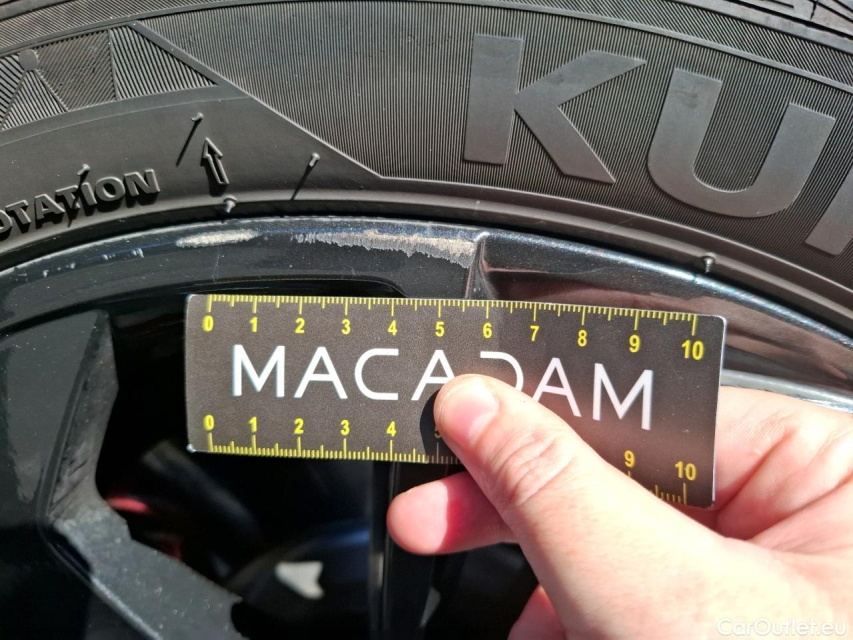 KU
OTATION
0 1 2 3 4 5 6 7 8 9 10
MACADAM
0 1 2 3 4 9 10
CarOutlet.eu